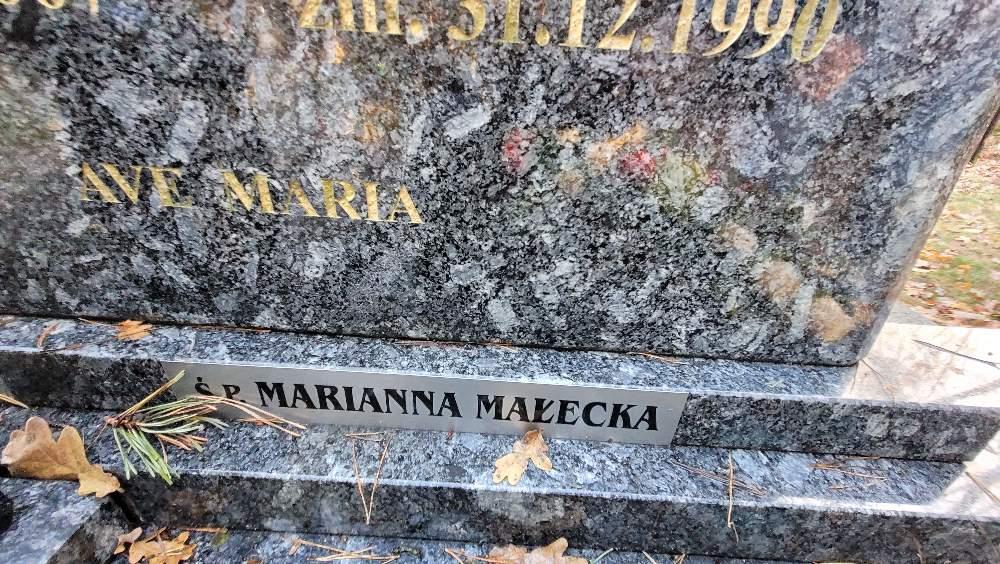 zm. 31.12.1990
AVE MARIA
Ś.P. MARIANNA MAŁECKA